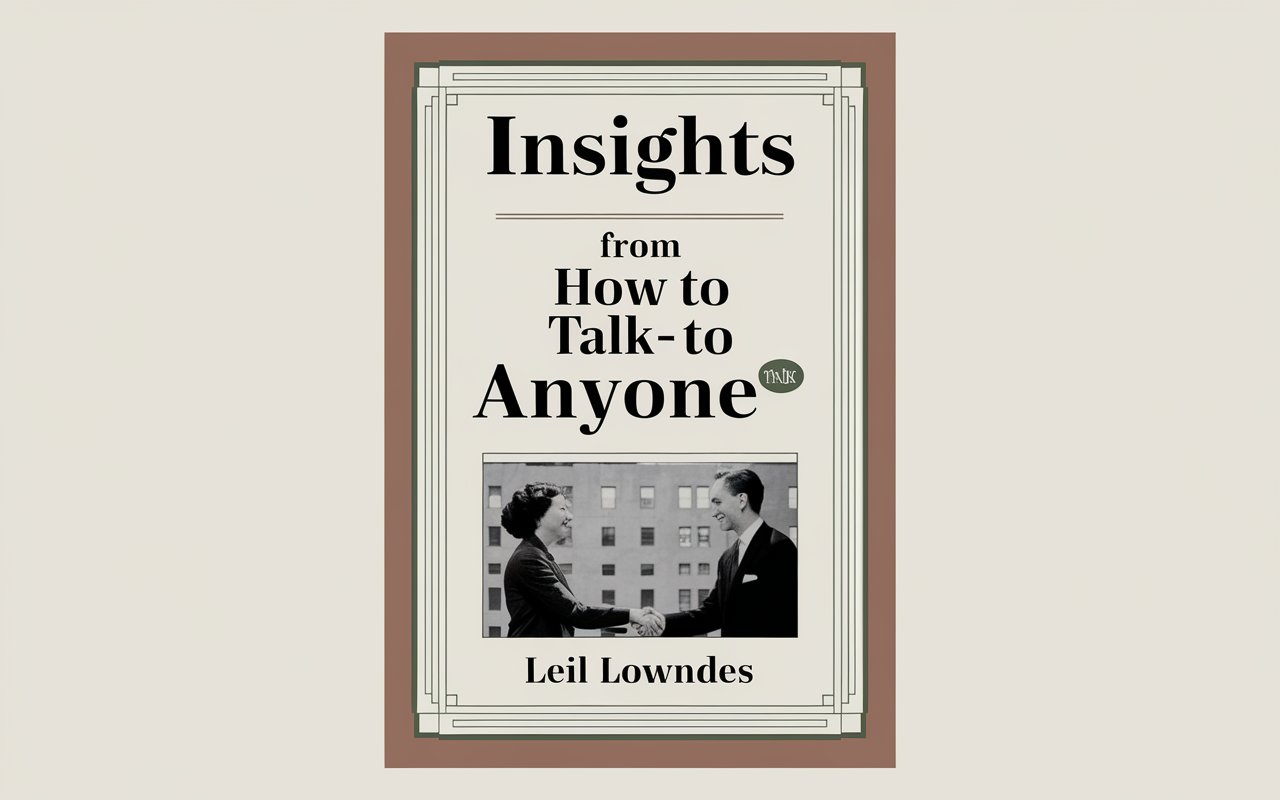 Insights
from
How to
Talk-to
Anyone
Leil Lowndes